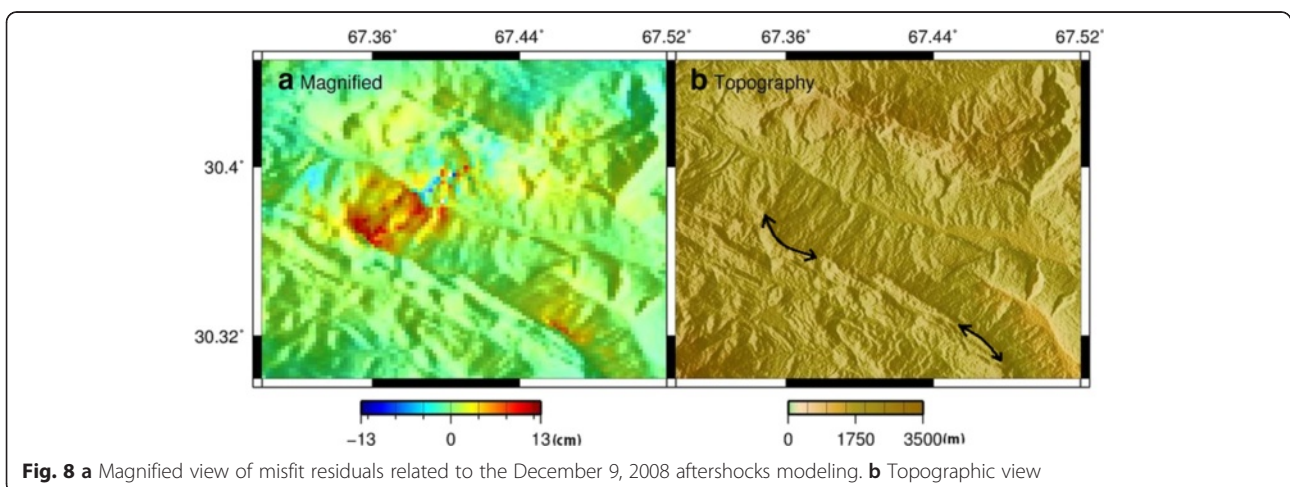 67.36° 67.44° 67.52° 67.36° 67.44° 67.52°
a Magnified
b Topography
30.4°
30.32°
−13 0 13(cm)
0 1750 3500(m)
Fig. 8 a Magnified view of misfit residuals related to the December 9, 2008 aftershocks modeling. b Topographic view